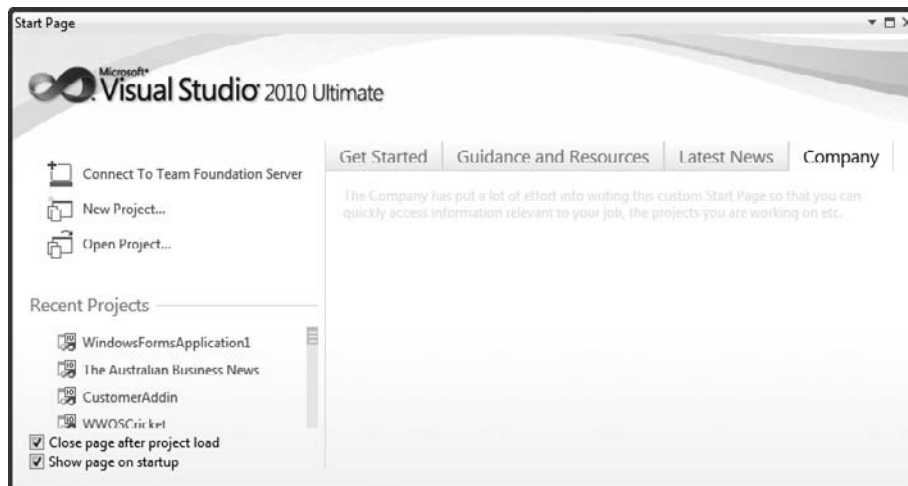 Start Page
Microsoft®
Visual Studio® 2010 Ultimate
Connect To Team Foundation Server
New Project...
Open Project...
Recent Projects
WindowsFormsApplication1
The Australian Business News
CustomerAddin
WWOSCricket
Close page after project load
Show page on startup
Get Started
Guidance and Resources
Latest News
Company
The Company has put a lot of effort into writing this custom Start Page so that you can
quickly access information relevant to your job, the projects you are working on etc.